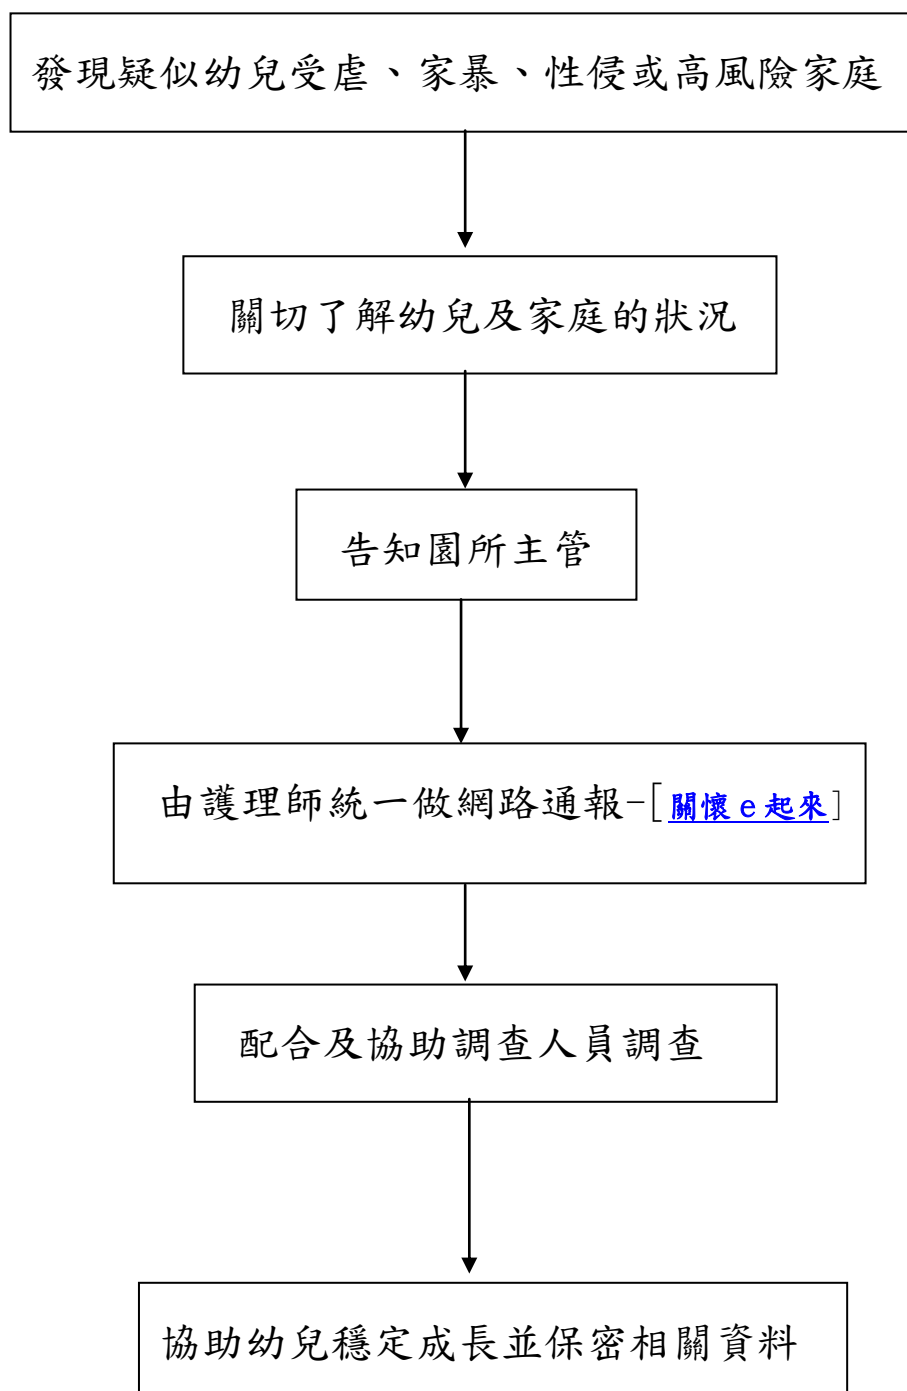 發現疑似幼兒受虐、家暴、性侵或高風險家庭
關切了解幼兒及家庭的狀況
告知園所主管
由護理師統一做網路通報-[關懷e起來]
配合及協助調查人員調查
協助幼兒穩定成長並保密相關資料